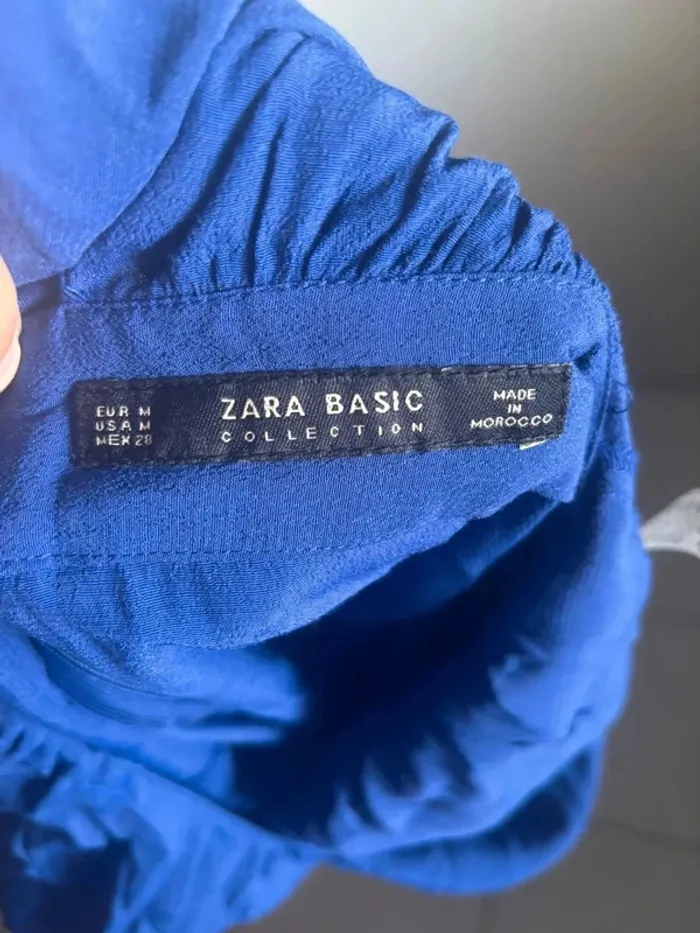 EUR M
USA M
MEX 28
ZARA BASIC
COLLECTION
MADE
IN
MOROCCO